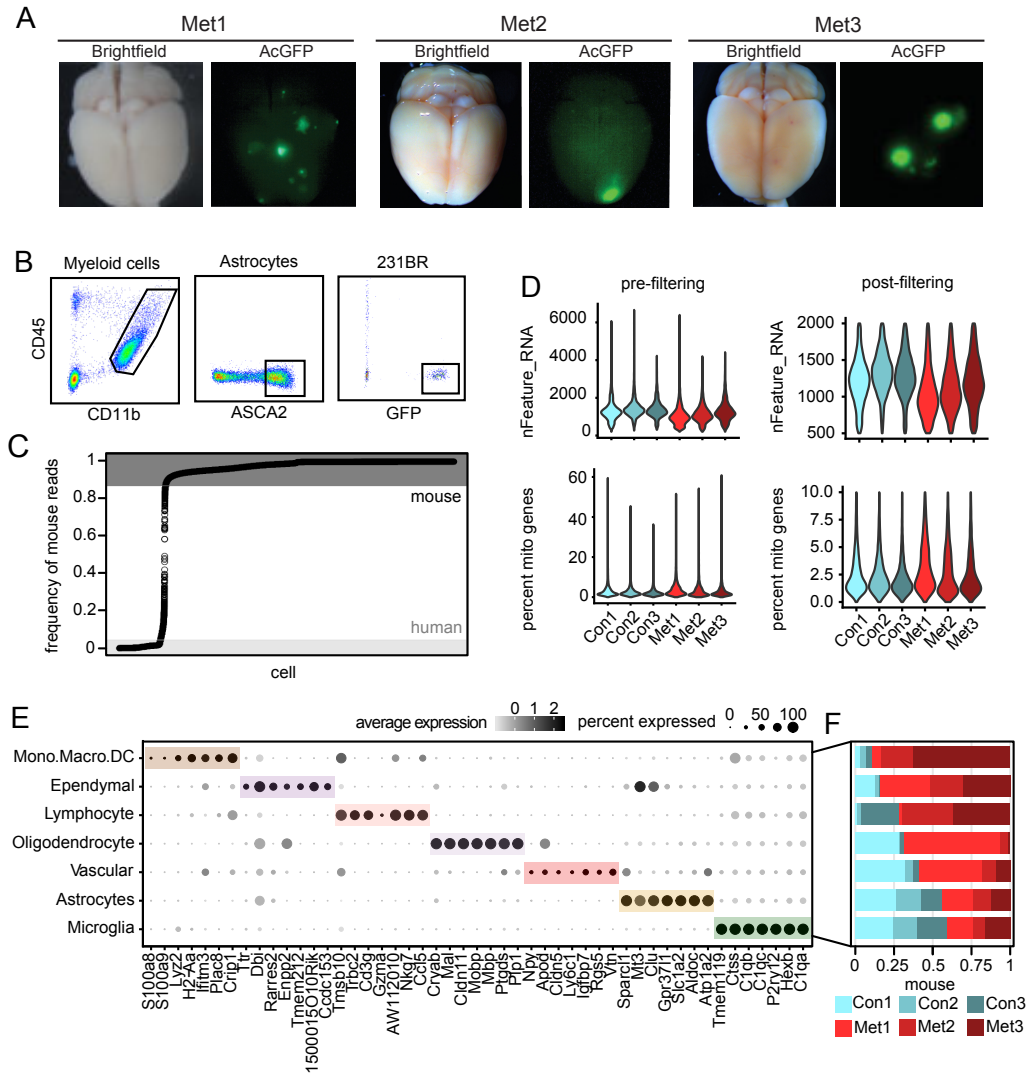 A
Met1 Met2 Met3
Brightfield AcGFP Brightfield AcGFP Brightfield AcGFP
B
Myeloid cells Astrocytes 231BR
CD45
CD11b ASCA2 GFP
C
frequency of mouse reads
1
0.8
0.6
0.4
0.2
0
mouse
human
cell
D
pre-filtering post-filtering
nFeature_RNA
6000
4000
2000
0
nFeature_RNA
2000
1500
1000
500
percent mito genes
60
40
20
0
percent mito genes
10.0
7.5
5.0
2.5
0.0
Con1 Con2 Con3 Met1 Met2 Met3
Con1 Con2 Con3 Met1 Met2 Met3
E
average expression 0 1 2 percent expressed 0 50 100
Mono.Macro.DC
Ependymal
Lymphocyte
Oligodendrocyte
Vascular
Astrocytes
Microglia
S100a8 S100a9 Lyz2 H2-Aa Ifitm3 Plac8 Crip1 Ttr Dbi Rarres2 Enpp2 Tmem212 1500015O10Rik Ccdc153 Tmsb10 Trbc2 Cd3g Gzma AW112010 Nkg7 Ccl5 Cryab Mal Cldn11 Mobp Mbp Ptgds Plp1 Npy Apod Cldn5 Ly6c1 Igfbp7 Rgs5 Vtn Sparcl1 Mt3 Clu Gpr37l1 Slc1a2 Aldoc Atp1a2 Tmem119 Ctss C1qb C1qc P2ry12 Hexb C1qa
F
0 0.25 0.5 0.75 1
mouse
Con1 Con2 Con3
Met1 Met2 Met3